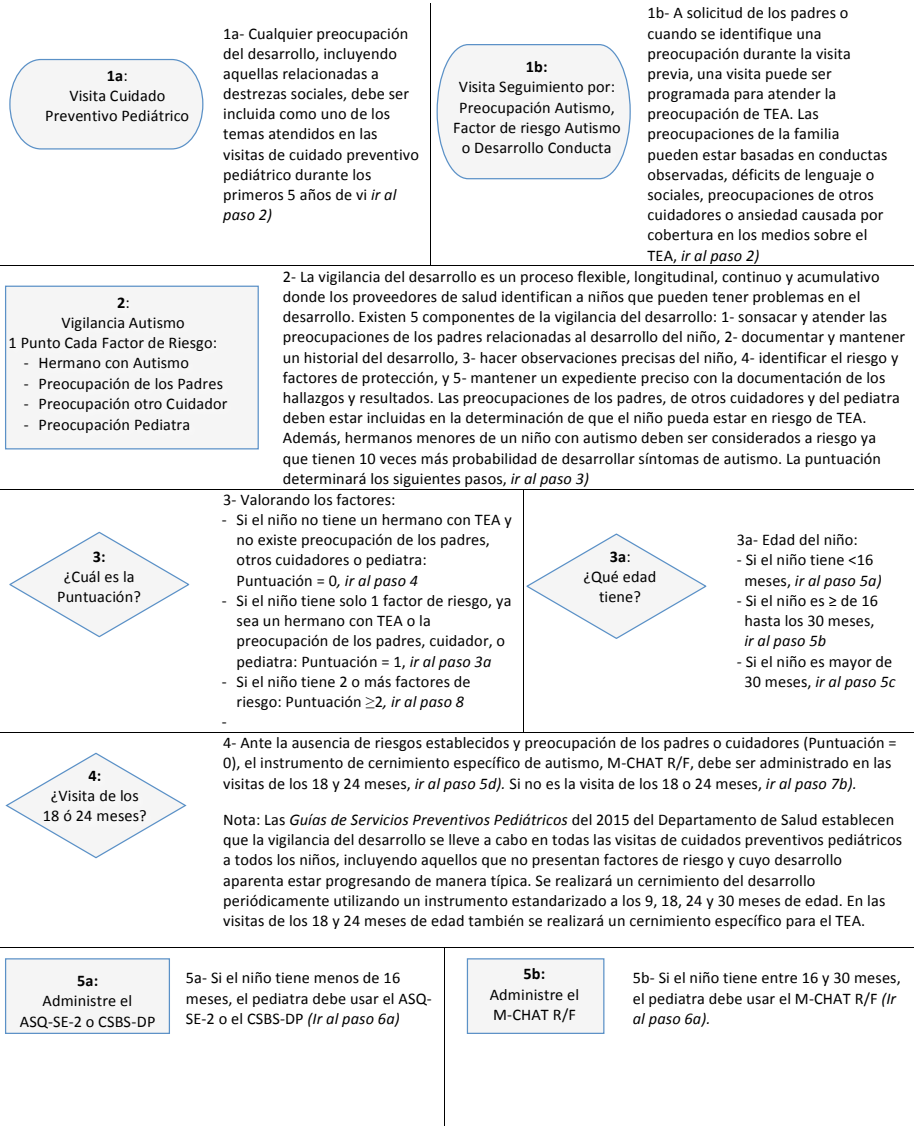 1a:
Visita Cuidado
Preventivo Pediátrico
1a- Cualquier preocupación
del desarrollo, incluyendo
aquellas relacionadas a
destrezas sociales, debe ser
incluida como uno de los
temas atendidos en las
visitas de cuidado preventivo
pediátrico durante los
primeros 5 años de vi ir al
paso 2)
1b:
Visita Seguimiento por:
Preocupación Autismo,
Factor de riesgo Autismo
o Desarrollo Conducta
1b- A solicitud de los padres o
cuando se identifique una
preocupación durante la visita
previa, una visita puede ser
programada para atender la
preocupación de TEA. Las
preocupaciones de la familia
pueden estar basadas en conductas
observadas, déficits de lenguaje o
sociales, preocupaciones de otros
cuidadores o ansiedad causada por
cobertura en los medios sobre el
TEA, ir al paso 2)
2:
Vigilancia Autismo
1 Punto Cada Factor de Riesgo:
- Hermano con Autismo
- Preocupación de los Padres
- Preocupación otro Cuidador
- Preocupación Pediatra
2- La vigilancia del desarrollo es un proceso flexible, longitudinal, continuo y acumulativo
donde los proveedores de salud identifican a niños que pueden tener problemas en el
desarrollo. Existen 5 componentes de la vigilancia del desarrollo: 1- sonsacar y atender las
preocupaciones de los padres relacionadas al desarrollo del niño, 2- documentar y mantener
un historial del desarrollo, 3- hacer observaciones precisas del niño, 4- identificar el riesgo y
factores de protección, y 5- mantener un expediente preciso con la documentación de los
hallazgos y resultados. Las preocupaciones de los padres, de otros cuidadores y del pediatra
deben estar incluidas en la determinación de que el niño pueda estar en riesgo de TEA.
Además, hermanos menores de un niño con autismo deben ser considerados a riesgo ya
que tienen 10 veces más probabilidad de desarrollar síntomas de autismo. La puntuación
determinará los siguientes pasos, ir al paso 3)
3:
¿Cuál es la
Puntuación?
3- Valorando los factores:
- Si el niño no tiene un hermano con TEA y
no existe preocupación de los padres,
otros cuidadores o pediatra:
Puntuación = 0, ir al paso 4
- Si el niño tiene solo 1 factor de riesgo, ya
sea un hermano con TEA o la
preocupación de los padres, cuidador, o
pediatra: Puntuación = 1, ir al paso 3a
- Si el niño tiene 2 o más factores de
riesgo: Puntuación ≥2, ir al paso 8
-
3a:
¿Qué edad
tiene?
3a- Edad del niño:
- Si el niño tiene <16
meses, ir al paso 5a)
- Si el niño es ≥ de 16
hasta los 30 meses,
ir al paso 5b
- Si el niño es mayor de
30 meses, ir al paso 5c
4:
¿Visita de los
18 ó 24 meses?
4- Ante la ausencia de riesgos establecidos y preocupación de los padres o cuidadores (Puntuación =
0), el instrumento de cernimiento específico de autismo, M-CHAT R/F, debe ser administrado en las
visitas de los 18 y 24 meses, ir al paso 5d). Si no es la visita de los 18 o 24 meses, ir al paso 7b).
Nota: Las Guías de Servicios Preventivos Pediátricos del 2015 del Departamento de Salud establecen
que la vigilancia del desarrollo se lleve a cabo en todas las visitas de cuidados preventivos pediátricos
a todos los niños, incluyendo aquellos que no presentan factores de riesgo y cuyo desarrollo
aparenta estar progresando de manera típica. Se realizará un cernimiento del desarrollo
periódicamente utilizando un instrumento estandarizado a los 9, 18, 24 y 30 meses de edad. En las
visitas de los 18 y 24 meses de edad también se realizará un cernimiento específico para el TEA.
5a:
Administre el
ASQ-SE-2 o CSBS-DP
5a- Si el niño tiene menos de 16
meses, el pediatra debe usar el ASQ-
SE-2 o el CSBS-DP (Ir al paso 6a)
5b:
Administre el
M-CHAT R/F
5b- Si el niño tiene entre 16 y 30 meses,
el pediatra debe usar el M-CHAT R/F (Ir
al paso 6a).